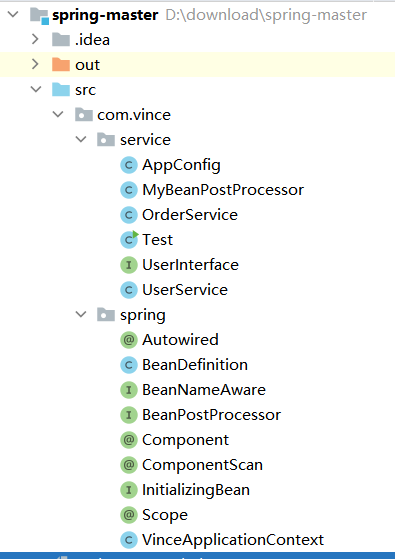 spring-master D:\download\spring-master
.idea
out
src
com.vince
service
AppConfig
MyBeanPostProcessor
OrderService
Test
UserInterface
UserService
spring
Autowired
BeanDefinition
BeanNameAware
BeanPostProcessor
Component
ComponentScan
InitializingBean
Scope
VinceApplicationContext